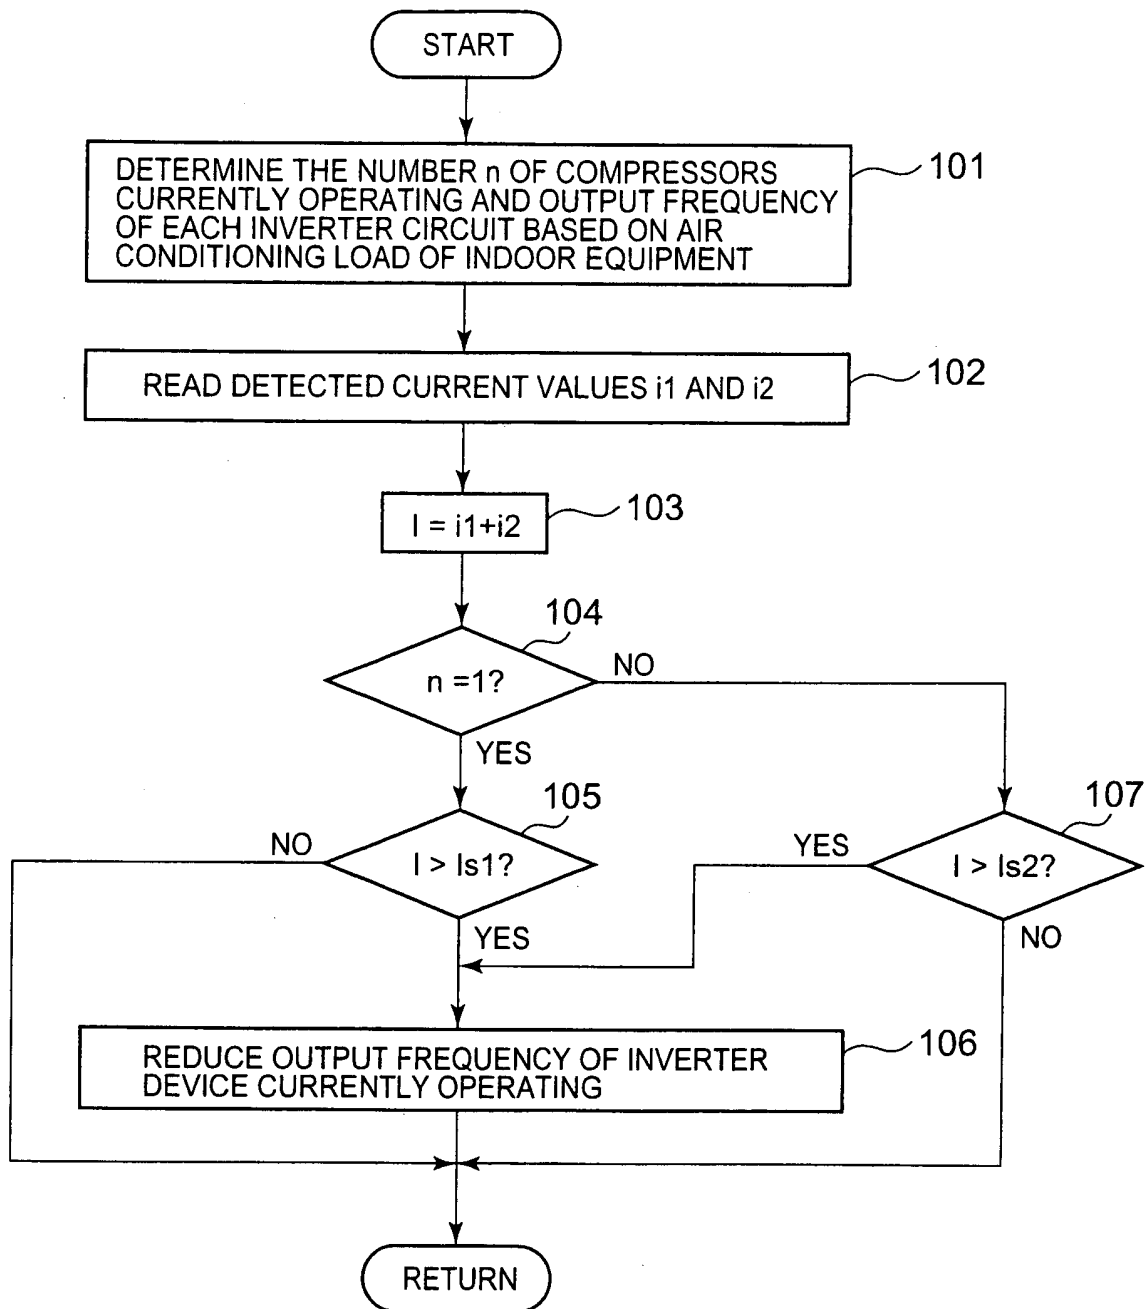 START
DETERMINE THE NUMBER n OF COMPRESSORS
CURRENTLY OPERATING AND OUTPUT FREQUENCY
OF EACH INVERTER CIRCUIT BASED ON AIR
CONDITIONING LOAD OF INDOOR EQUIPMENT
101
READ DETECTED CURRENT VALUES i1 AND i2
102
I = i1+i2
103
104
n =1?
NO
YES
105
107
NO
I > Is1?
YES
I > Is2?
YES
NO
REDUCE OUTPUT FREQUENCY OF INVERTER
DEVICE CURRENTLY OPERATING
106
RETURN